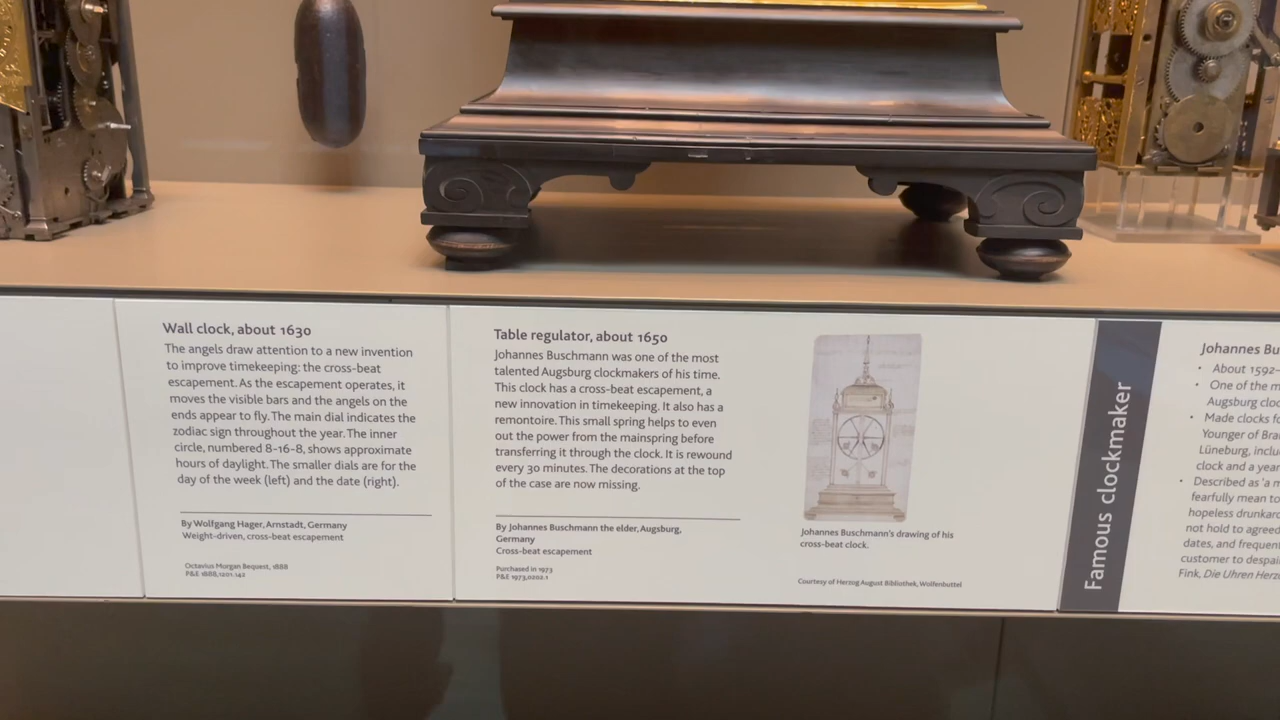 Wall clock, about 1630
The angels draw attention to a new invention
to improve timekeeping: the cross-beat
escapement. As the escapement operates, it
moves the visible bars and the angels on the
ends appear to fly. The main dial indicates the
zodiac sign throughout the year. The inner
circle, numbered 8-16-8, shows approximate
hours of daylight. The smaller dials are for the
day of the week (left) and the date (right).
By Wolfgang Hager, Arnstadt, Germany
Weight-driven, cross-beat escapement
Octavius Morgan Bequest, 1888
P&E 1888,1201.142
Table regulator, about 1650
Johannes Buschmann was one of the most
talented Augsburg clockmakers of his time.
This clock has a cross-beat escapement, a
new innovation in timekeeping. It also has a
remontoire. This small spring helps to even
out the power from the mainspring before
transferring it through the clock. It is rewound
every 30 minutes. The decorations at the top
of the case are now missing.
By Johannes Buschmann the elder, Augsburg,
Germany
Cross-beat escapement
Purchased in 1973
P&E 1973,0202.1
Johannes Buschmann's drawing of his
cross-beat clock.
Courtesy of Herzog August Bibliothek, Wolfenbuttel
Famous clockmaker
Johannes Bu
• About 1592-
• One of the m
Augsburg cloc
• Made clocks fo
Younger of Bra
Lüneburg, inclu
clock and a year
• Described as 'a m
fearfully mean to
hopeless drunkard
not hold to agreed
dates, and frequen
customer to despai
Fink, Die Uhren Herzo